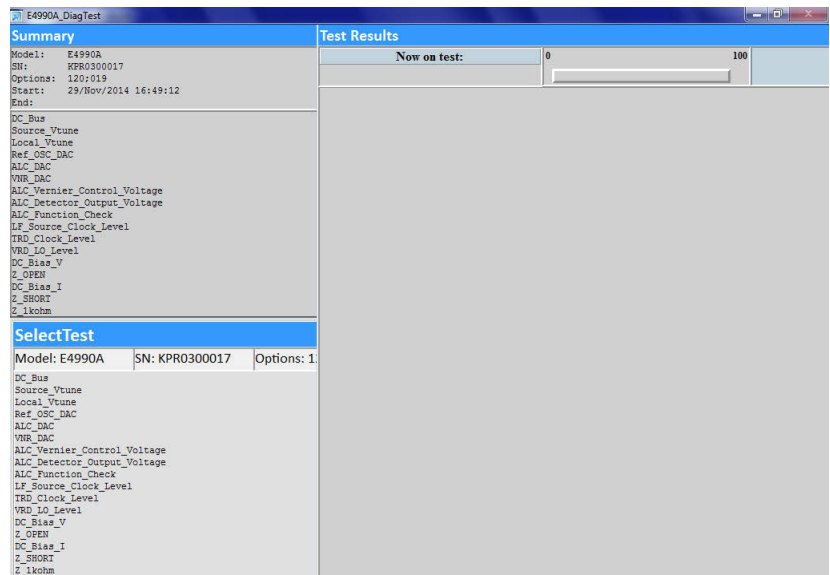 E4990A_DiagTest
Summary
Model: E4990A
SN: KPR0300017
Options: 120;019
Start: 29/Nov/2014 16:49:12
End:
DC_Bus
Source_Vtune
Local_Vtune
Ref_OSC_DAC
ALC_DAC
VNR_DAC
ALC_Vernier_Control_Voltage
ALC_Detector_Output_Voltage
ALC_Function_Check
LF_Source_Clock_Level
TRD_Clock_Level
VRD_LO_Level
DC_Bias_V
Z_OPEN
DC_Bias_I
Z_SHORT
Z_1kohm
SelectTest
Model: E4990A SN: KPR0300017 Options: 1
DC_Bus
Source_Vtune
Local_Vtune
Ref_OSC_DAC
ALC_DAC
VNR_DAC
ALC_Vernier_Control_Voltage
ALC_Detector_Output_Voltage
ALC_Function_Check
LF_Source_Clock_Level
TRD_Clock_Level
VRD_LO_Level
DC_Bias_V
Z_OPEN
DC_Bias_I
Z_SHORT
Z_1kohm
Test Results
Now on test: 0 100